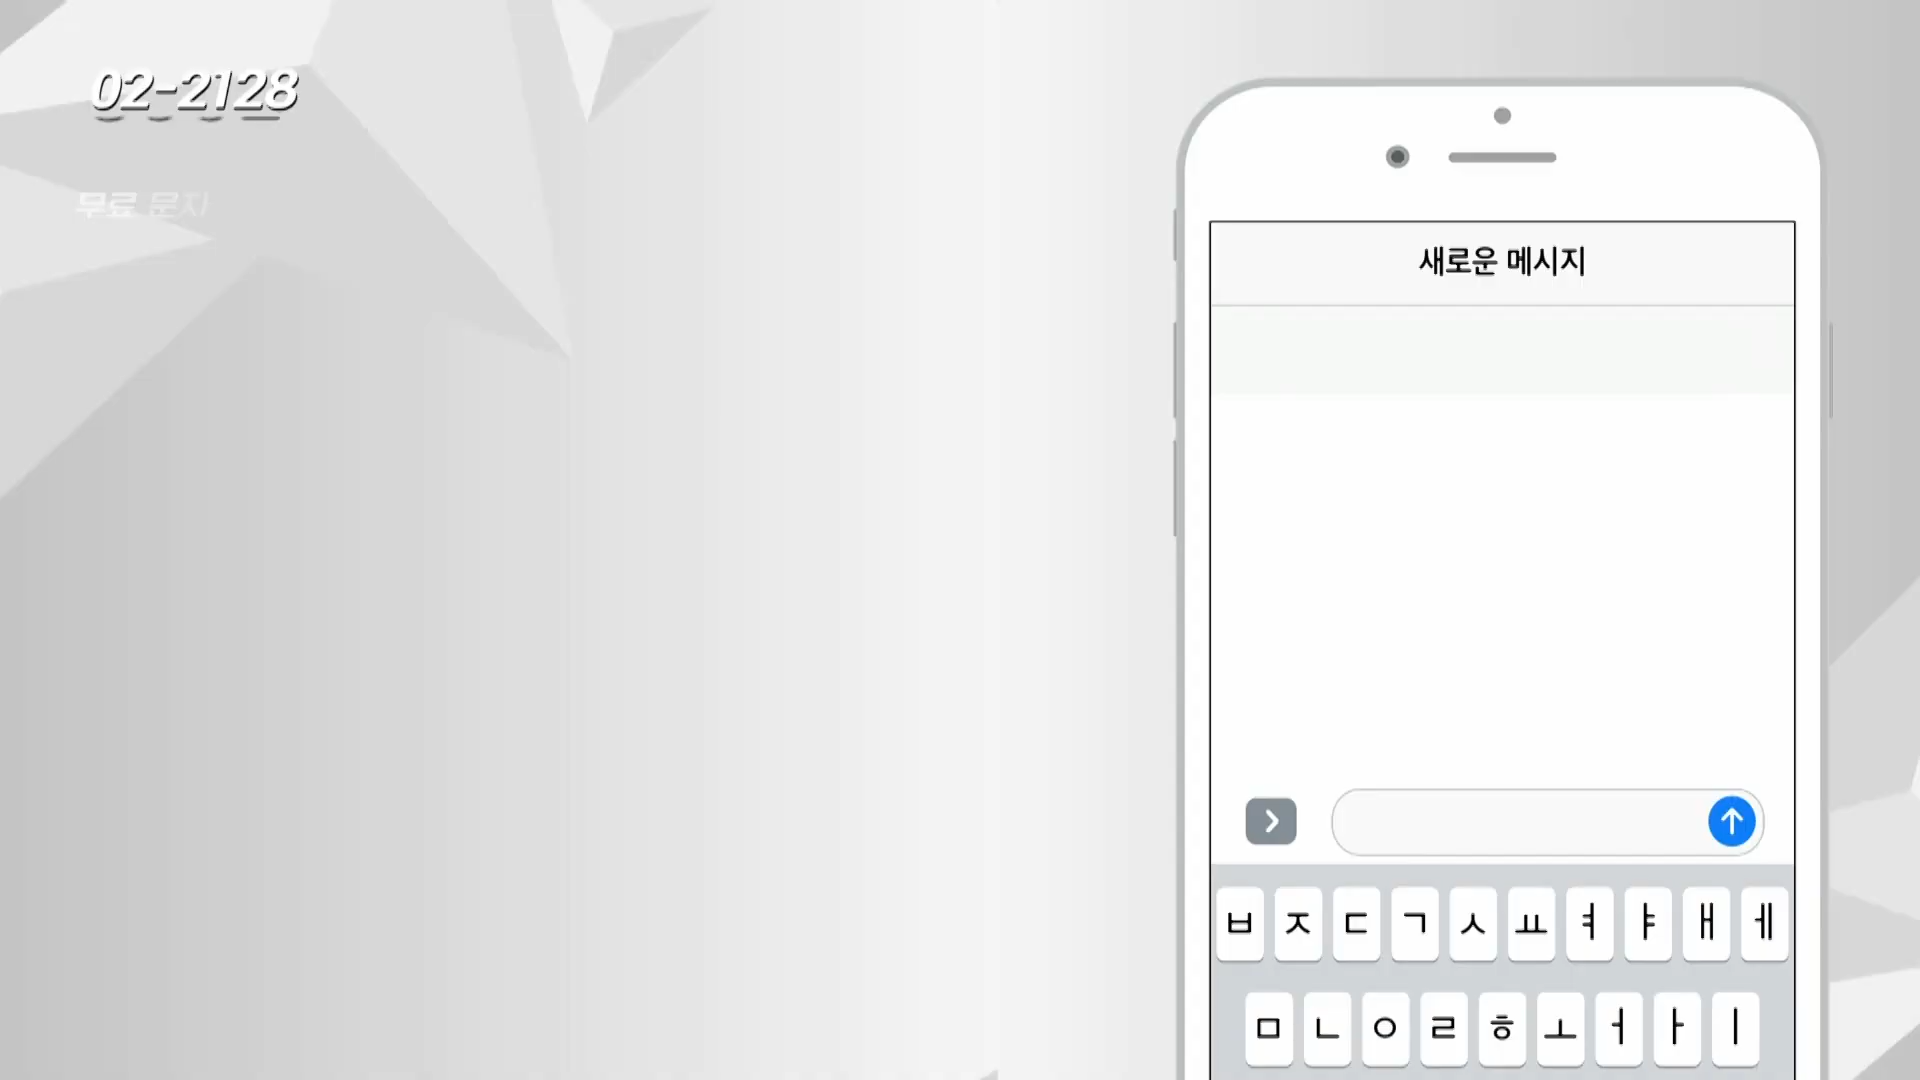 02-2128
무료 문자
새로운 메시지
ㅂ ㅈ ㄷ ㄱ ㅅ ㅛ ㅕ ㅑ ㅐ ㅔ
ㅁ ㄴ ㅇ ㄹ ㅎ ㅗ ㅓ ㅏ ㅣ